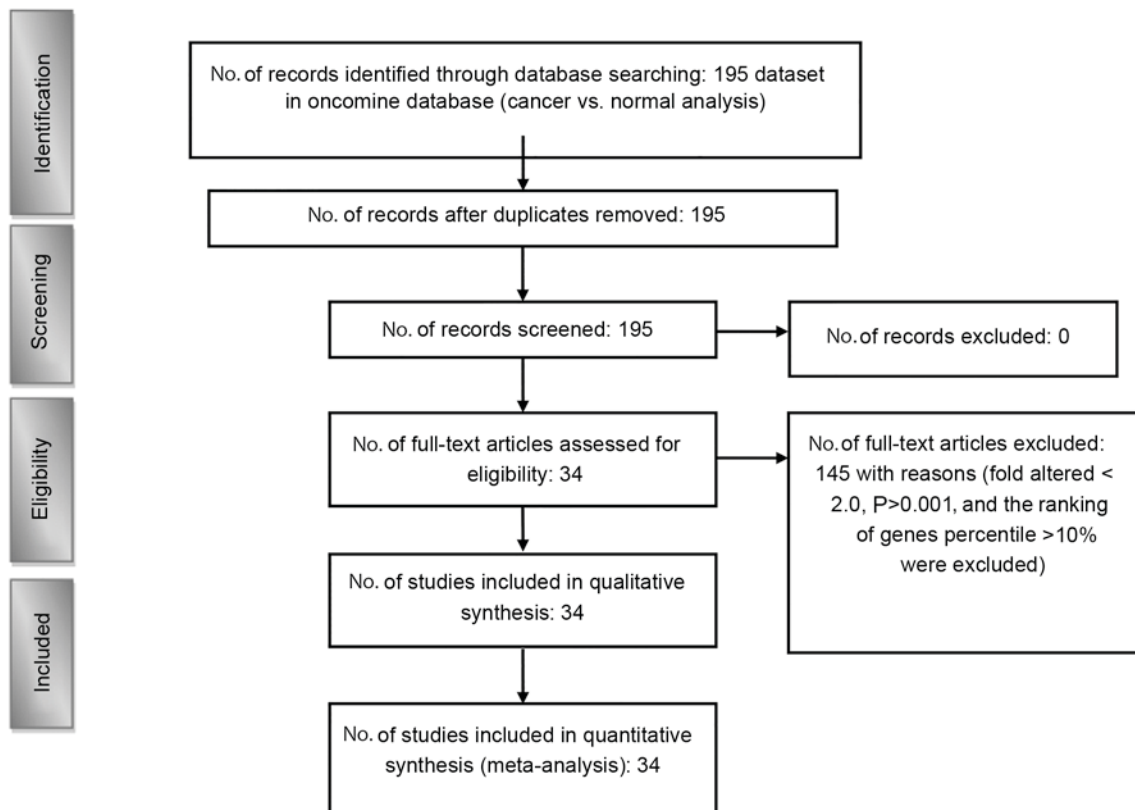 Identification
No. of records identified through database searching: 195 dataset
in oncomine database (cancer vs. normal analysis)
No. of records after duplicates removed: 195
Screening
No. of records screened: 195
No. of records excluded: 0
Eligibility
No. of full-text articles assessed for
eligibility: 34
No. of full-text articles excluded:
145 with reasons (fold altered <
2.0, P>0.001, and the ranking
of genes percentile >10%
were excluded)
No. of studies included in qualitative
synthesis: 34
Included
No. of studies included in quantitative
synthesis (meta-analysis): 34